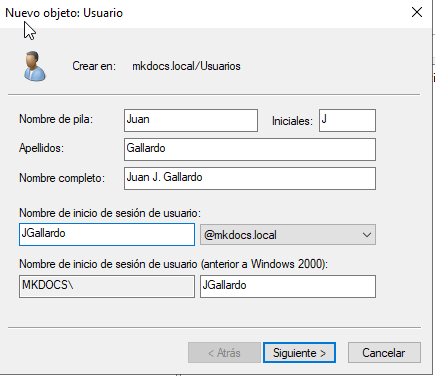 Nuevo objeto: Usuario
Crear en: mkdocs.local/Usuarios
Nombre de pila: Juan Iniciales: J
Apellidos: Gallardo
Nombre completo: Juan J. Gallardo
Nombre de inicio de sesión de usuario:
JGallardo @mkdocs.local
Nombre de inicio de sesión de usuario (anterior a Windows 2000):
MKDOCS\ JGallardo
< Atrás Siguiente > Cancelar